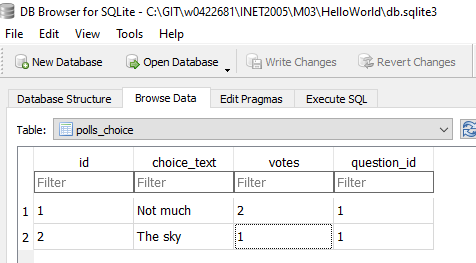 DB Browser for SQLite - C:\GIT\w0422681\INET2005\M03\HelloWorld\db.sqlite3
File Edit View Tools Help
New Database Open Database Write Changes Revert Changes
Database Structure Browse Data Edit Pragmas Execute SQL
Table: polls_choice
id choice_text votes question_id
Filter Filter Filter Filter
1 1 Not much 2 1
2 2 The sky 1 1